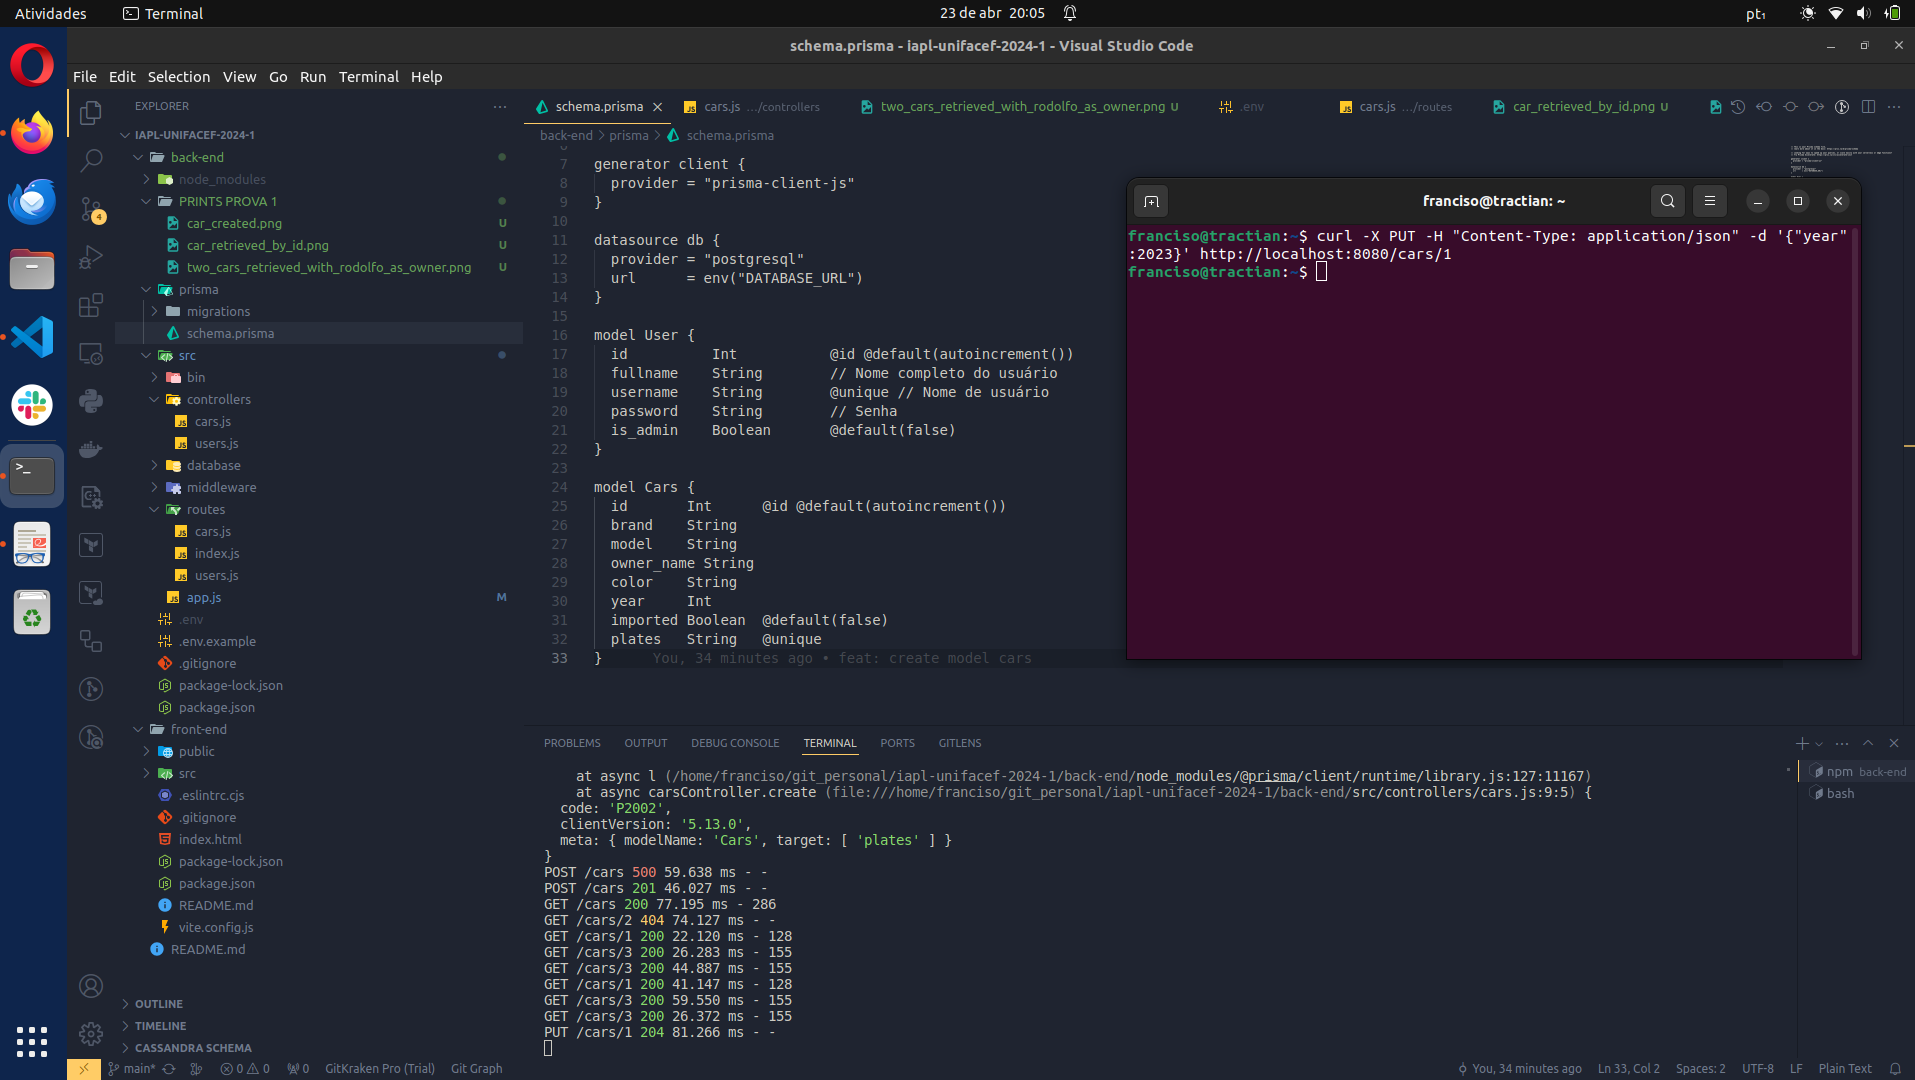 Atividades
Terminal
23 de abr 20:05
pt₁
schema.prisma - iapl-unifacef-2024-1 - Visual Studio Code
File Edit Selection View Go Run Terminal Help
EXPLORER
IAPL-UNIFACEF-2024-1
back-end
node_modules
PRINTS PROVA 1
car_created.png U
car_retrieved_by_id.png U
two_cars_retrieved_with_rodolfo_as_owner.png U
prisma
migrations
schema.prisma
src
bin
controllers
cars.js
users.js
database
middleware
routes
cars.js
index.js
users.js
app.js M
.env
.env.example
.gitignore
package-lock.json
package.json
front-end
public
src
.eslintrc.cjs
.gitignore
index.html
package-lock.json
package.json
README.md
vite.config.js
README.md
OUTLINE
TIMELINE
CASSANDRA SCHEMA
4
schema.prisma
cars.js .../controllers
two_cars_retrieved_with_rodolfo_as_owner.png U
.env
cars.js .../routes
car_retrieved_by_id.png U
back-end > prisma > schema.prisma
6
7 generator client {
8 provider = "prisma-client-js"
9 }
10
11 datasource db {
12 provider = "postgresql"
13 url = env("DATABASE_URL")
14 }
15
16 model User {
17 id Int @id @default(autoincrement())
18 fullname String // Nome completo do usuário
19 username String @unique // Nome de usuário
20 password String // Senha
21 is_admin Boolean @default(false)
22 }
23
24 model Cars {
25 id Int @id @default(autoincrement())
26 brand String
27 model String
28 owner_name String
29 color String
30 year Int
31 imported Boolean @default(false)
32 plates String @unique
33 } You, 34 minutes ago • feat: create model cars
franciso@tractian: ~
franciso@tractian:~$ curl -X PUT -H "Content-Type: application/json" -d '{"year"
:2023}' http://localhost:8080/cars/1
franciso@tractian:~$
PROBLEMS OUTPUT DEBUG CONSOLE TERMINAL PORTS GITLENS
at async l (/home/franciso/git_personal/iapl-unifacef-2024-1/back-end/node_modules/@prisma/client/runtime/library.js:127:11167)
at async carsController.create (file:///home/franciso/git_personal/iapl-unifacef-2024-1/back-end/src/controllers/cars.js:9:5) {
code: 'P2002',
clientVersion: '5.13.0',
meta: { modelName: 'Cars', target: [ 'plates' ] }
}
POST /cars 500 59.638 ms - -
POST /cars 201 46.027 ms - -
GET /cars 200 77.195 ms - 286
GET /cars/2 404 74.127 ms - -
GET /cars/1 200 22.120 ms - 128
GET /cars/3 200 26.283 ms - 155
GET /cars/3 200 44.887 ms - 155
GET /cars/1 200 41.147 ms - 128
GET /cars/3 200 59.550 ms - 155
GET /cars/3 200 26.372 ms - 155
PUT /cars/1 204 81.266 ms - -
npm back-end
bash
main* 0 0 0 GitKraken Pro (Trial) Git Graph
You, 34 minutes ago Ln 33, Col 2 Spaces: 2 UTF-8 LF Plain Text